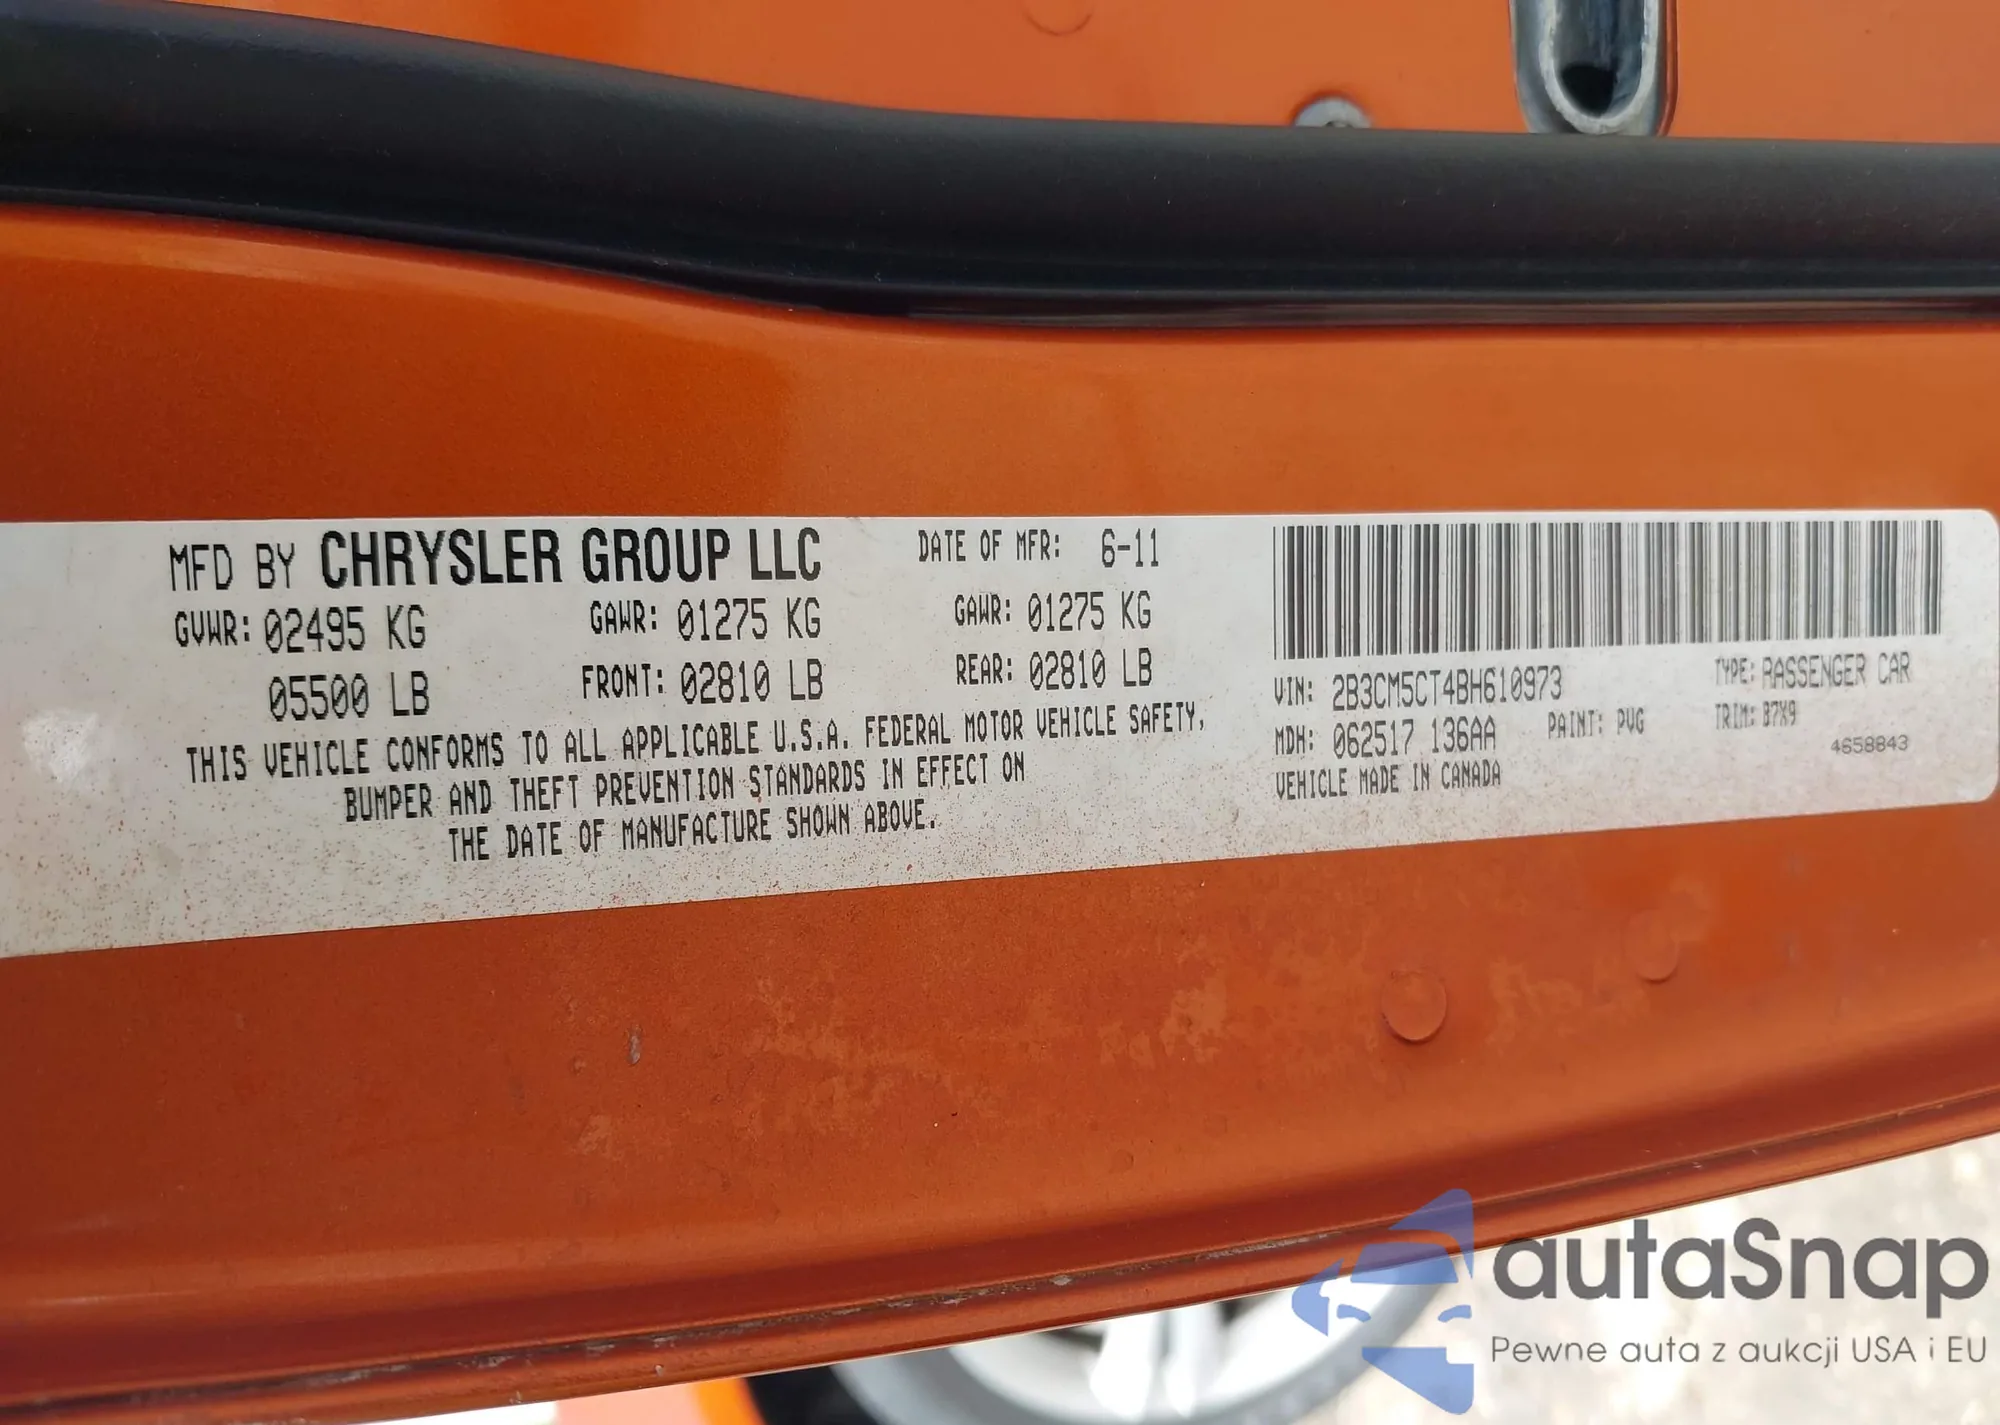 MFD BY CHRYSLER GROUP LLC DATE OF MFR: 6-11
GVWR: 02495 KG GAWR: 01275 KG GAWR: 01275 KG
05500 LB FRONT: 02810 LB REAR: 02810 LB
THIS VEHICLE CONFORMS TO ALL APPLICABLE U.S.A. FEDERAL MOTOR VEHICLE SAFETY,
BUMPER AND THEFT PREVENTION STANDARDS IN EFFECT ON
THE DATE OF MANUFACTURE SHOWN ABOVE.
VIN: 2B3CM5CT4BH610973 TYPE: PASSENGER CAR
MDH: 062517 136AA PAINT: PVG TRIM: B7X9
VEHICLE MADE IN CANADA 4658843
autaSnap
Pewne auta z aukcji USA i EU